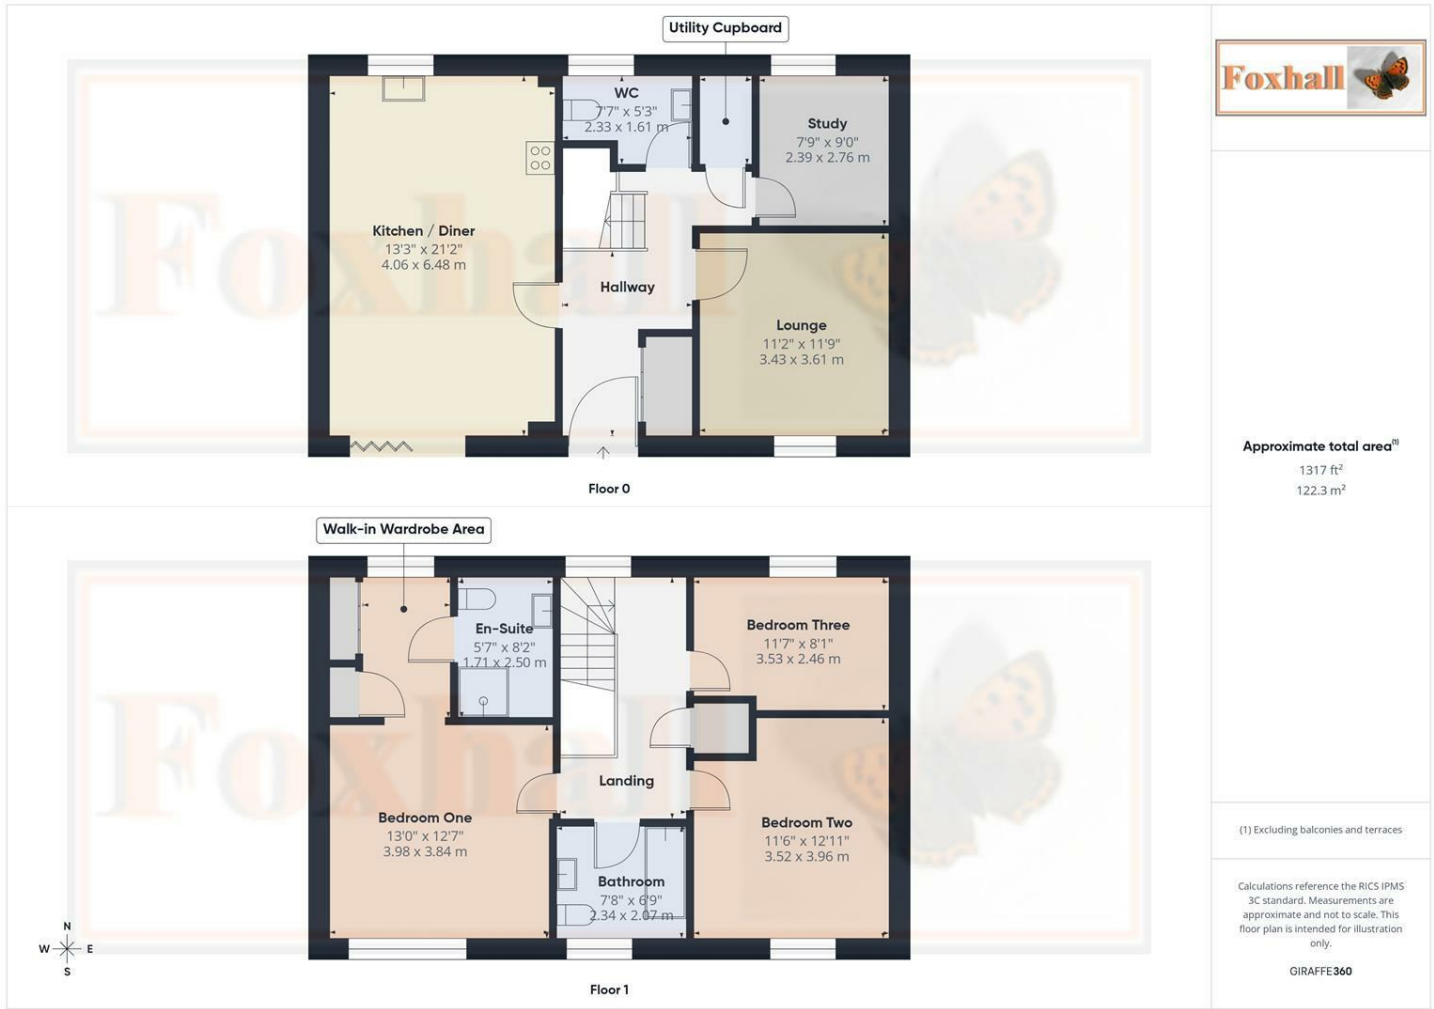 Utility Cupboard
WC
7'7" x 5'3"
2.33 x 1.61 m
Study
7'9" x 9'0"
2.39 x 2.76 m
Kitchen / Diner
13'3" x 21'2"
4.06 x 6.48 m
Hallway
Lounge
11'2" x 11'9"
3.43 x 3.61 m
Foxhall
Floor 0
Walk-in Wardrobe Area
En-Suite
5'7" x 8'2"
1.71 x 2.50 m
Bedroom Three
11'7" x 8'1"
3.53 x 2.46 m
Landing
Bedroom One
13'0" x 12'7"
3.98 x 3.84 m
Bedroom Two
11'6" x 12'11"
3.52 x 3.96 m
Bathroom
7'8" x 6'9"
2.34 x 2.07 m
Foxhall
N
W E
S
Floor 1
Foxhall
Approximate total area(1)
1317 ft²
122.3 m²
(1) Excluding balconies and terraces
Calculations reference the RICS IPMS
3C standard. Measurements are
approximate and not to scale. This
floor plan is intended for illustration
only.
GIRAFFE360